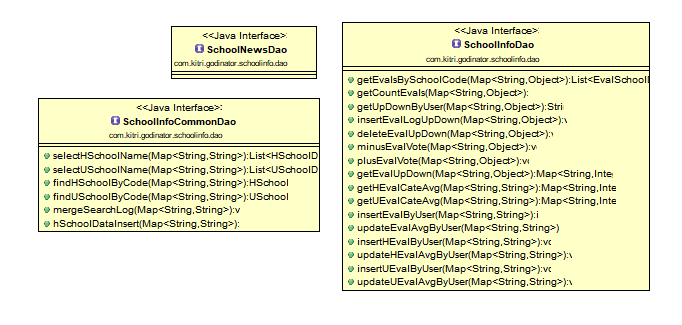 <<Java Interface>>
SchoolNewsDao
com.kitri.godinator.schoolinfo.dao
<<Java Interface>>
SchoolInfoCommonDao
com.kitri.godinator.schoolinfo.dao
selectHSchoolName(Map<String,String>):List<HSchoolD
selectUSchoolName(Map<String,String>):List<USchoolD
findHSchoolByCode(Map<String,String>):HSchool
findUSchoolByCode(Map<String,String>):USchool
mergeSearchLog(Map<String,String>):v
hSchoolDataInsert(Map<String,String>):
<<Java Interface>>
SchoolInfoDao
com.kitri.godinator.schoolinfo.dao
getEvalsBySchoolCode(Map<String,Object>):List<EvalSchoolD
getCountEvals(Map<String,Object>):
getUpDownByUser(Map<String,Object>):Stri
insertEvalLogUpDown(Map<String,Object>):v
deleteEvalUpDown(Map<String,Object>):v
minusEvalVote(Map<String,Object>):vo
plusEvalVote(Map<String,Object>):vo
getEvalUpDown(Map<String,Object>):Map<String,Integ
getHEvalCateAvg(Map<String,String>):Map<String,Inte
getUEvalCateAvg(Map<String,String>):Map<String,Inte
insertEvalByUser(Map<String,String>):i
updateEvalAvgByUser(Map<String,String>)
insertHEvalByUser(Map<String,String>):vo
updateHEvalAvgByUser(Map<String,String>):v
insertUEvalByUser(Map<String,String>):vo
updateUEvalAvgByUser(Map<String,String>):v